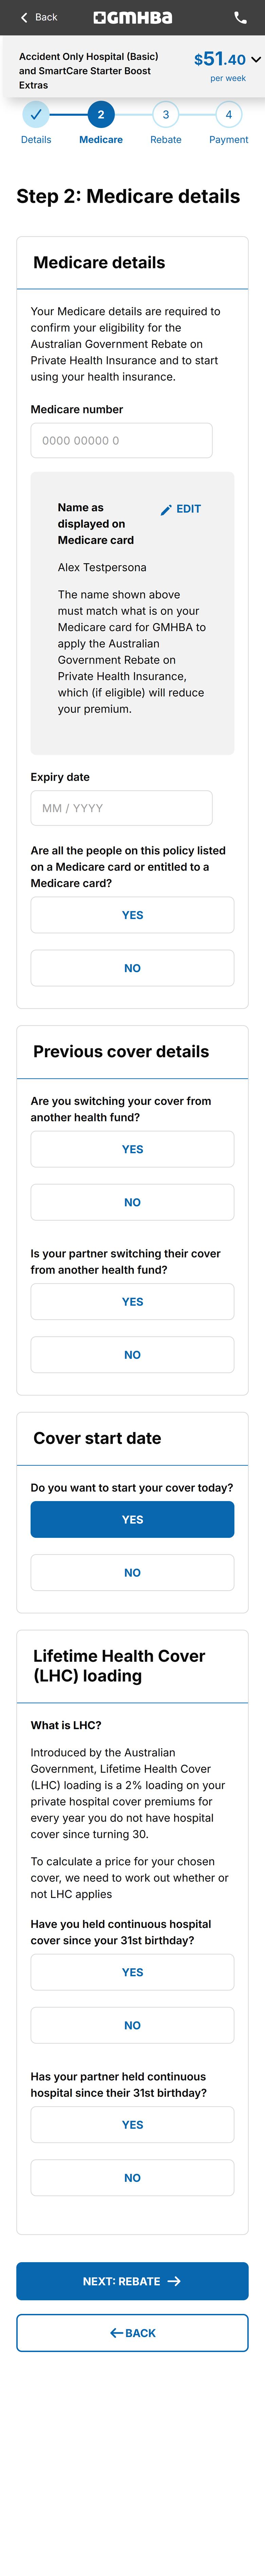 Back
GMHBA
Accident Only Hospital (Basic)
and SmartCare Starter Boost
Extras
$51.40
per week
2
3
4
Details
Medicare
Rebate
Payment
Step 2: Medicare details
Medicare details
Your Medicare details are required to
confirm your eligibility for the
Australian Government Rebate on
Private Health Insurance and to start
using your health insurance.
Medicare number
0000 00000 0
Name as
displayed on
Medicare card
EDIT
Alex Testpersona
The name shown above
must match what is on your
Medicare card for GMHBA to
apply the Australian
Government Rebate on
Private Health Insurance,
which (if eligible) will reduce
your premium.
Expiry date
MM / YYYY
Are all the people on this policy listed
on a Medicare card or entitled to a
Medicare card?
YES
NO
Previous cover details
Are you switching your cover from
another health fund?
YES
NO
Is your partner switching their cover
from another health fund?
YES
NO
Cover start date
Do you want to start your cover today?
YES
NO
Lifetime Health Cover
(LHC) loading
What is LHC?
Introduced by the Australian
Government, Lifetime Health Cover
(LHC) loading is a 2% loading on your
private hospital cover premiums for
every year you do not have hospital
cover since turning 30.
To calculate a price for your chosen
cover, we need to work out whether or
not LHC applies
Have you held continuous hospital
cover since your 31st birthday?
YES
NO
Has your partner held continuous
hospital since their 31st birthday?
YES
NO
NEXT: REBATE
BACK